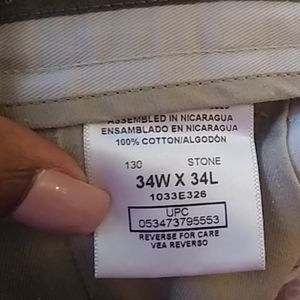 ASSEMBLED IN NICARAGUA
ENSAMBLADO EN NICARAGUA
100% COTTON/ALGODÓN
130 STONE
34W X 34L
1033E326
UPC
053473795553
REVERSE FOR CARE
VEA REVERSO